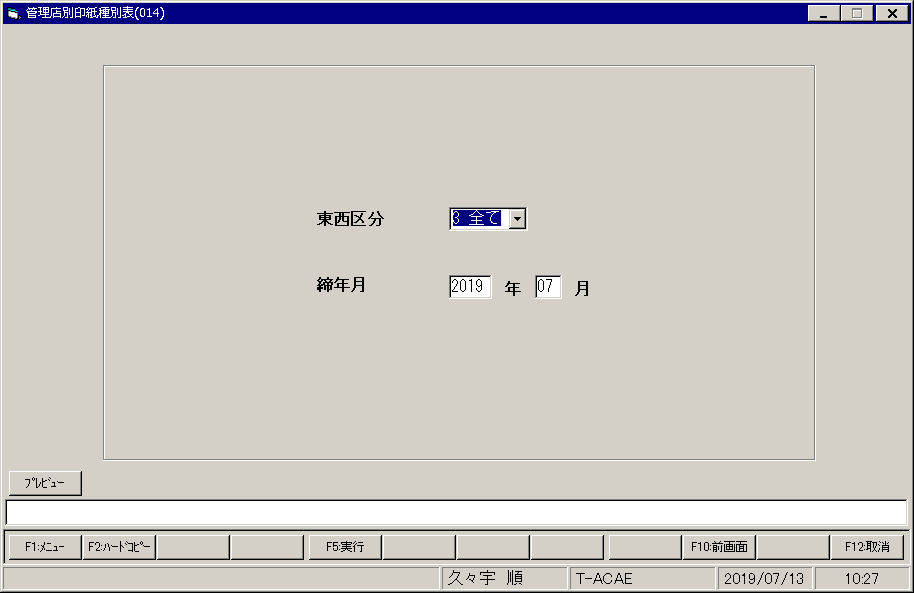 管理店別印紙種別表(014)
東西区分 3 全て
締年月 2019 年 07 月
ﾌﾟﾚﾋﾞｭｰ
F1:ﾒﾆｭｰ F2:ﾊｰﾄﾞｺﾋﾟｰ F5:実行 F10:前画面 F12:取消
久々宇 順 T-ACAE 2019/07/13 10:27